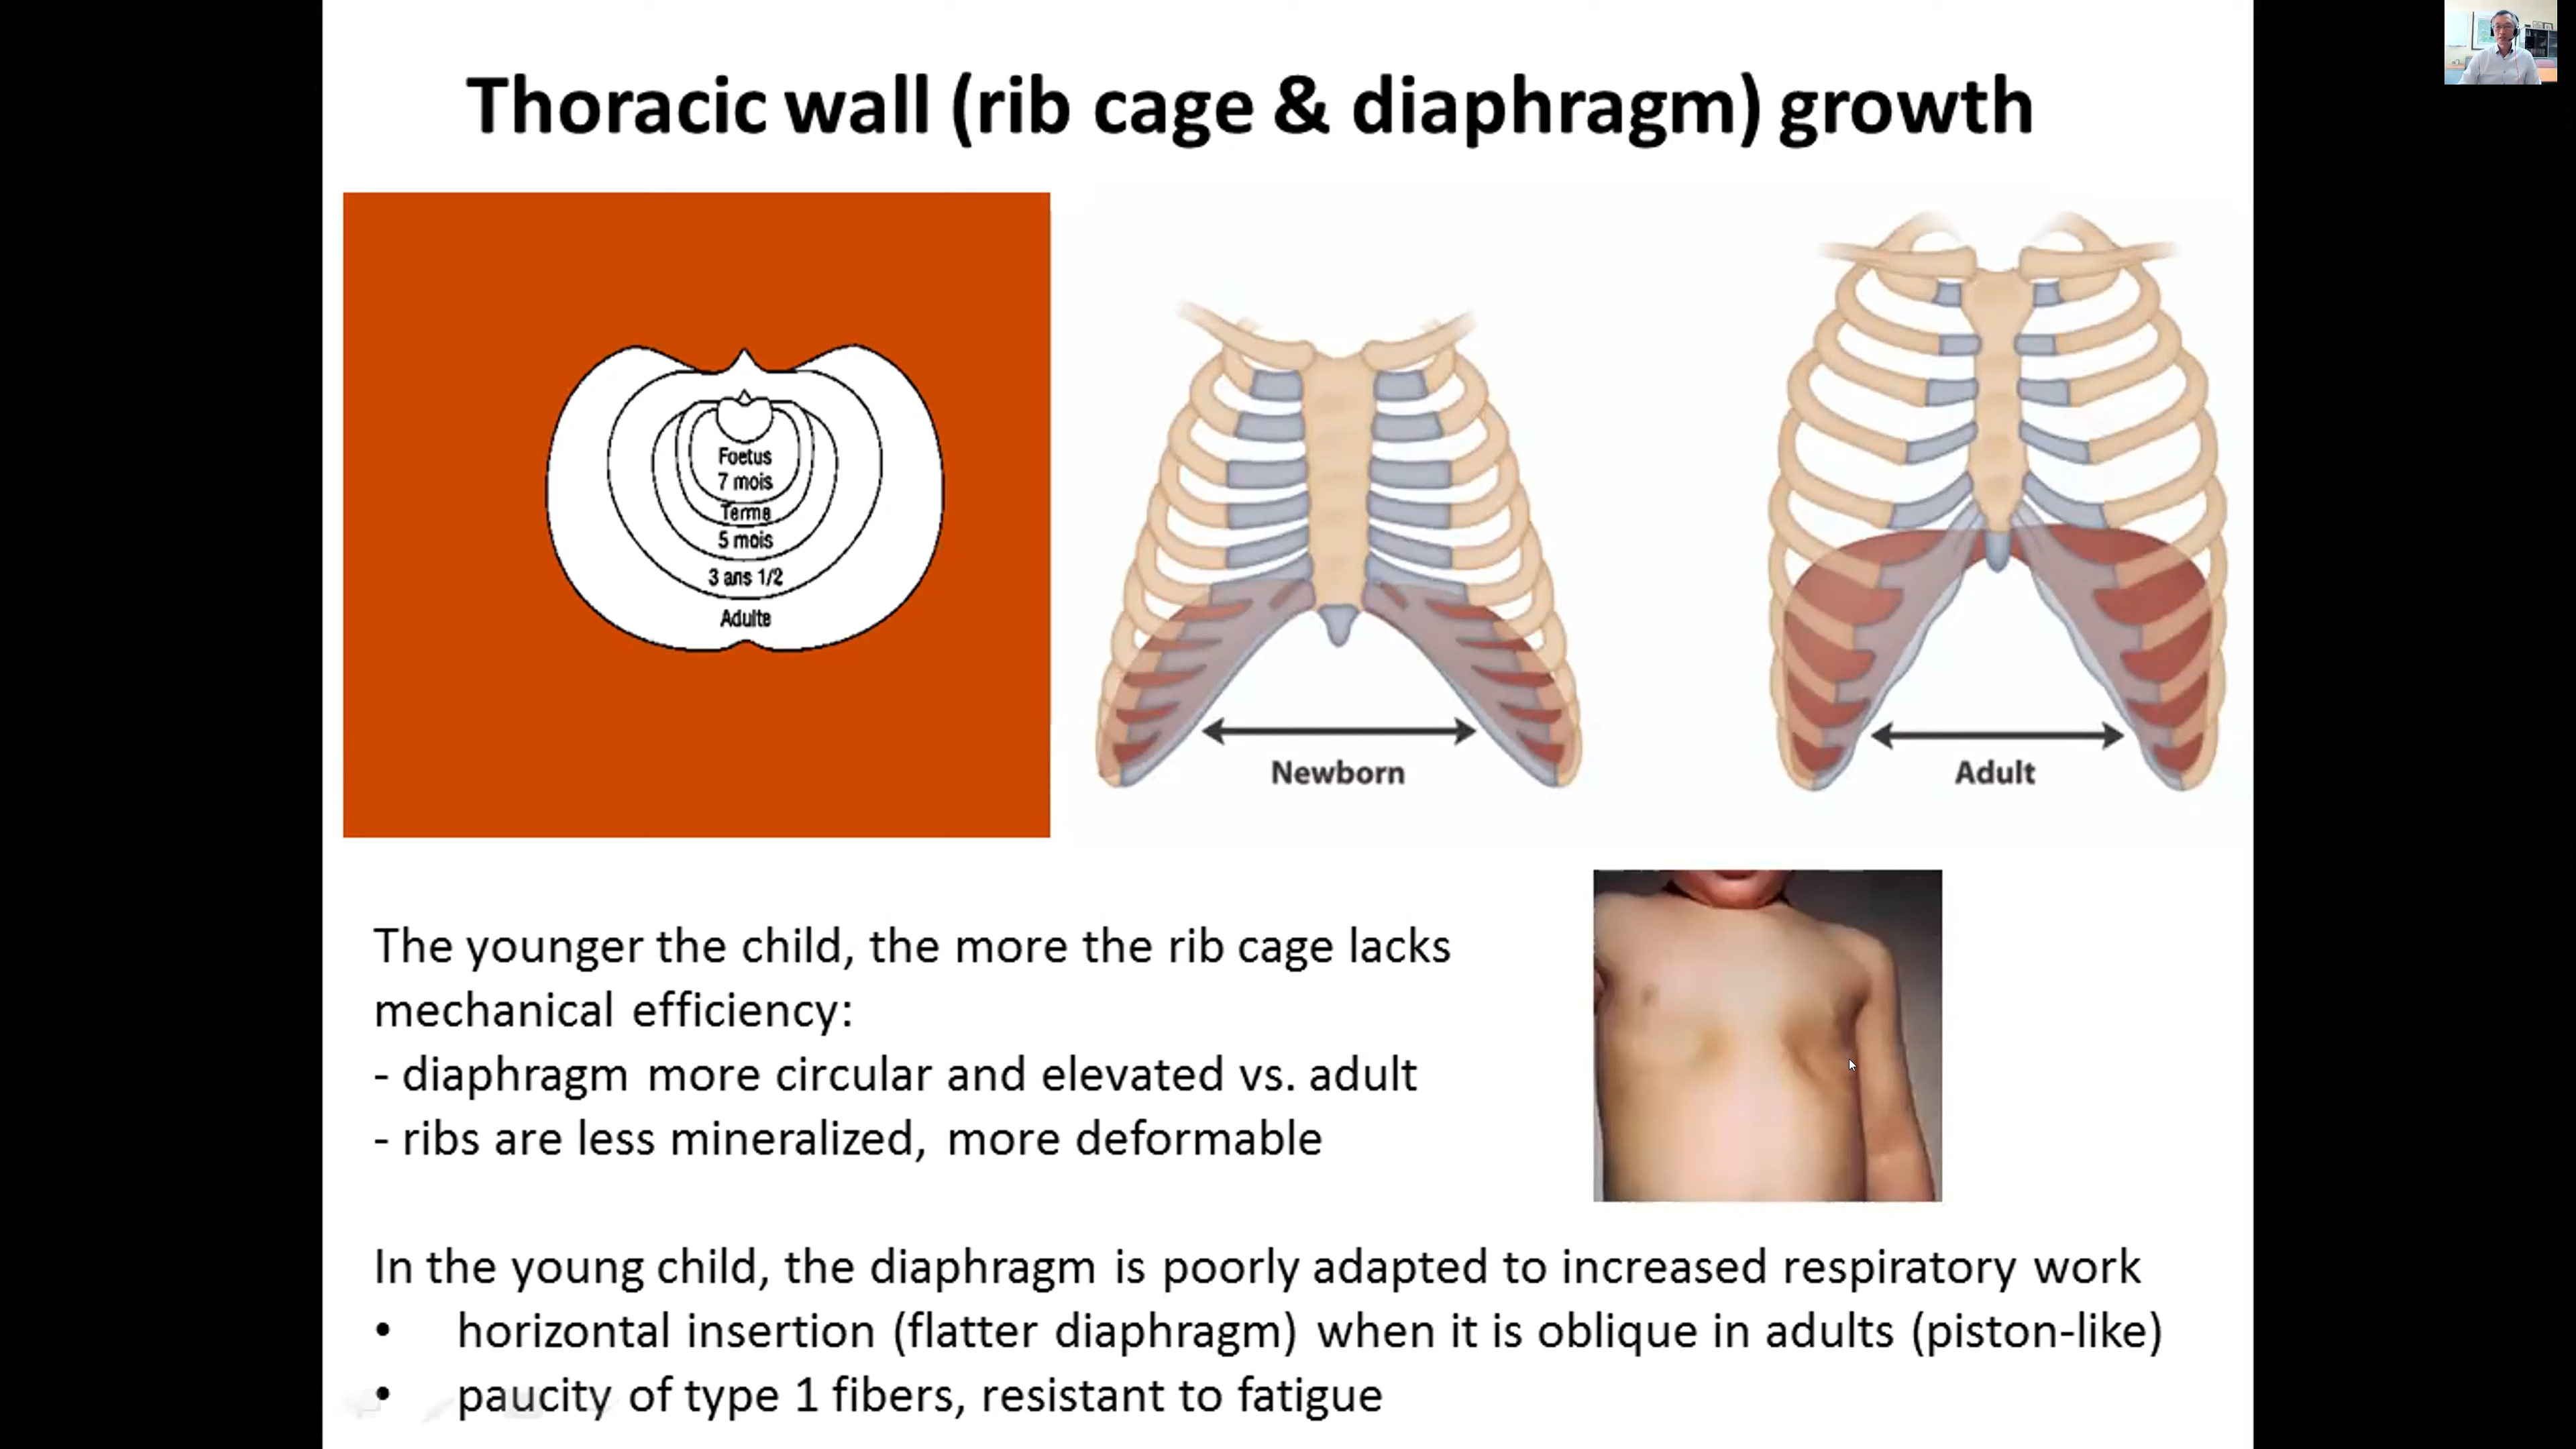 Thoracic wall (rib cage & diaphragm) growth
Foetus
7 mois
Terme
5 mois
3 ans 1/2
Adulte
Newborn
Adult
The younger the child, the more the rib cage lacks
mechanical efficiency:
- diaphragm more circular and elevated vs. adult
- ribs are less mineralized, more deformable
In the young child, the diaphragm is poorly adapted to increased respiratory work
• horizontal insertion (flatter diaphragm) when it is oblique in adults (piston-like)
• paucity of type 1 fibers, resistant to fatigue